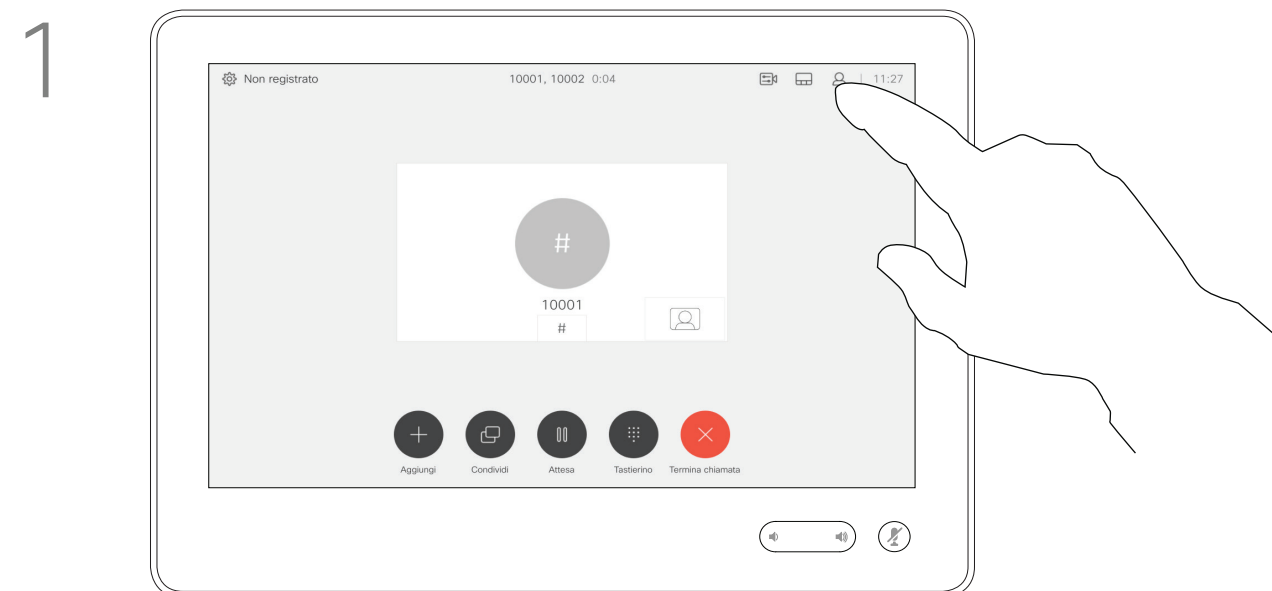 1
Non registrato
10001, 10002 0:04
11:27
#
10001
#
Aggiungi
Condividi
Attesa
Tastierino
Termina chiamata